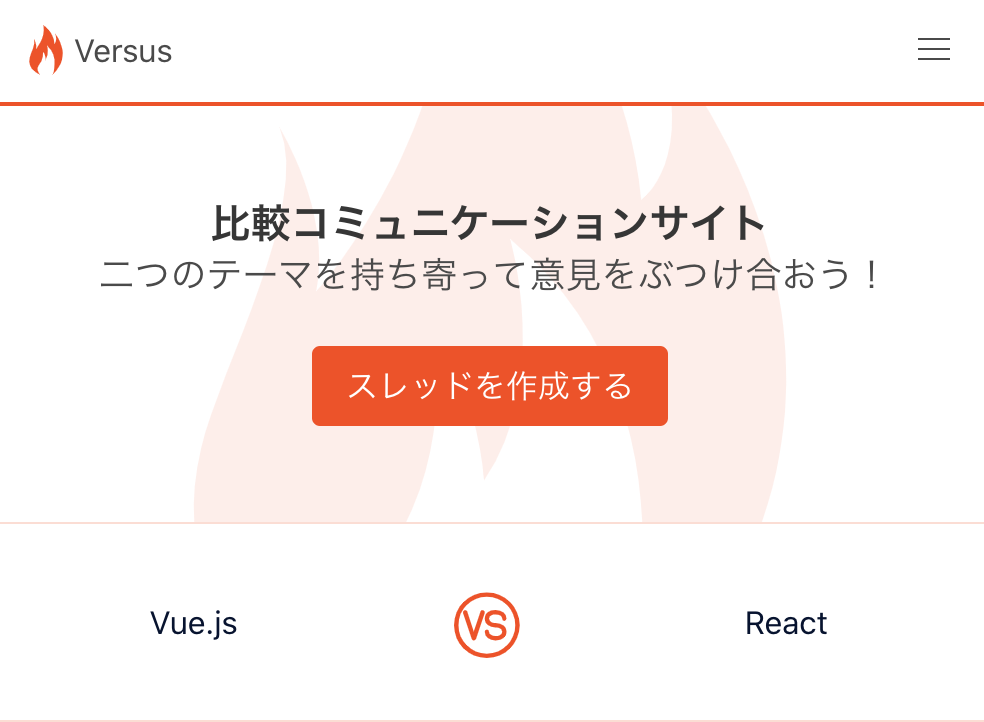 Versus
比較コミュニケーションサイト
二つのテーマを持ち寄って意見をぶつけ合おう！
スレッドを作成する
Vue.js VS React